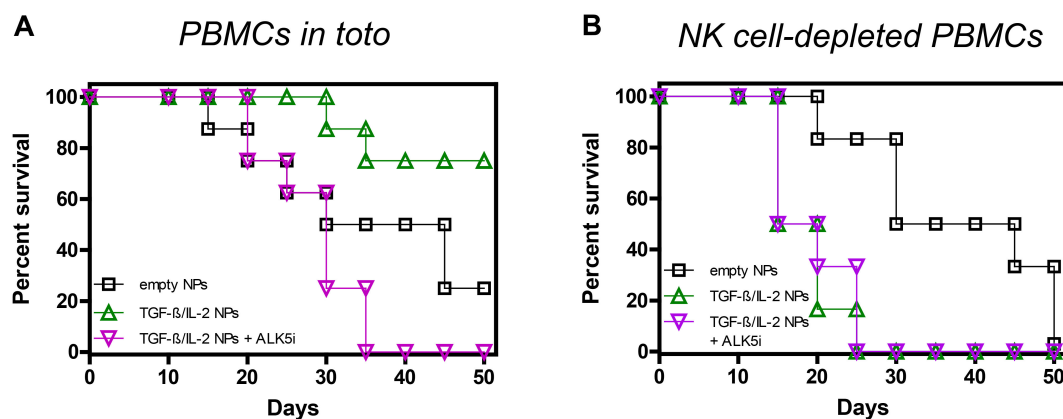 A
PBMCs in toto
Percent survival
100
80
60
40
20
0
empty NPs
TGF-ß/IL-2 NPs
TGF-ß/IL-2 NPs + ALK5i
0 10 20 30 40 50
Days
B
NK cell-depleted PBMCs
Percent survival
100
80
60
40
20
0
empty NPs
TGF-ß/IL-2 NPs
TGF-ß/IL-2 NPs
+ ALK5i
0 10 20 30 40 50
Days